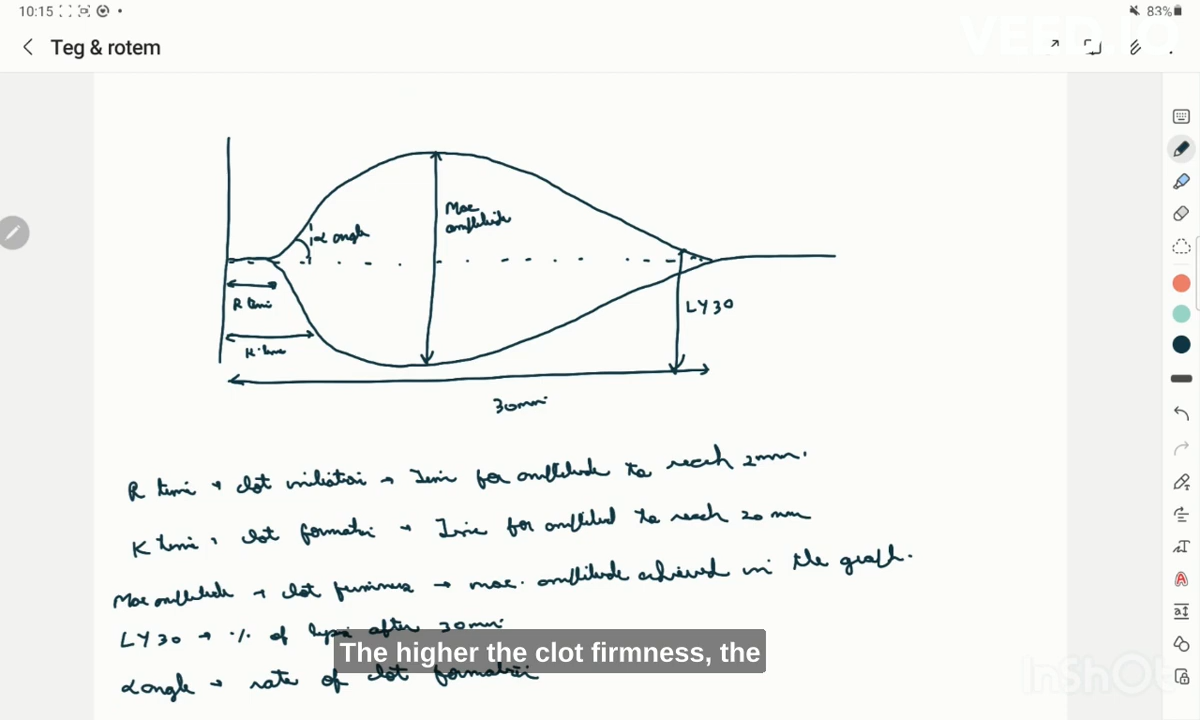 10:15
83%
VEED.IO
Teg & rotem
Max
amplitude
α angle
R time
K time
LY30
30min
R time → clot initiation → Time for amplitude to reach 2mm.
K time → clot formation → Time for amplitude to reach 20 mm
Max amplitude → clot firmness → max. amplitude achieved in the graph.
LY30 → % of lysis after 30min
The higher the clot firmness, the
α angle → rate of clot formation
InShOt